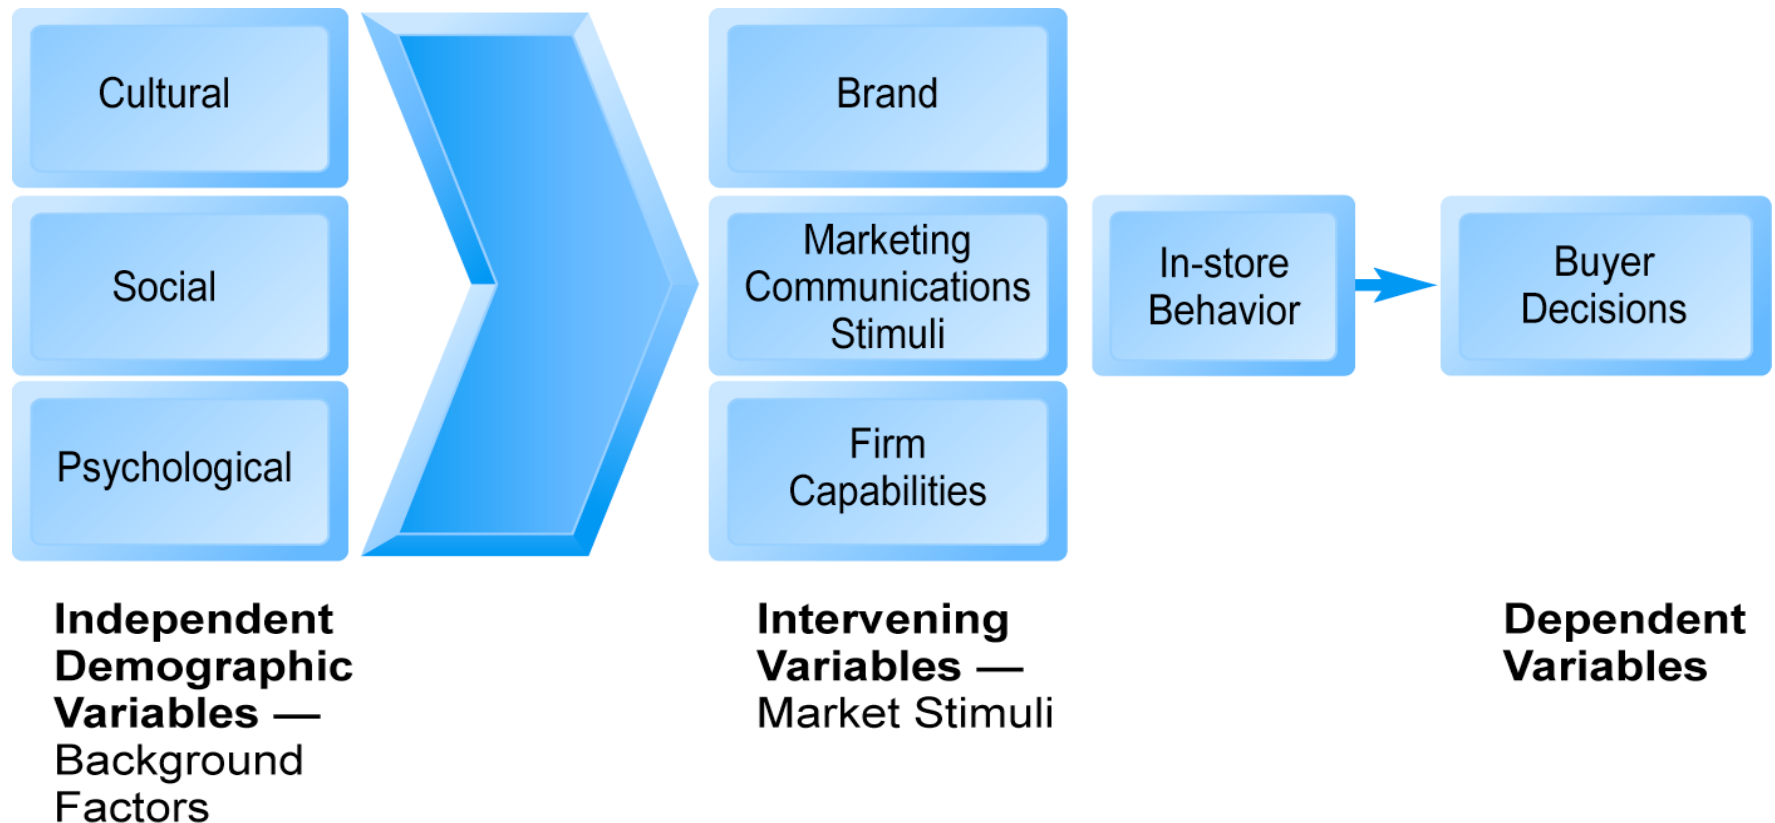 Cultural
Social
Psychological
Brand
Marketing
Communications
Stimuli
Firm
Capabilities
In-store
Behavior
Buyer
Decisions
Independent
Demographic
Variables —
Background
Factors
Intervening
Variables —
Market Stimuli
Dependent
Variables